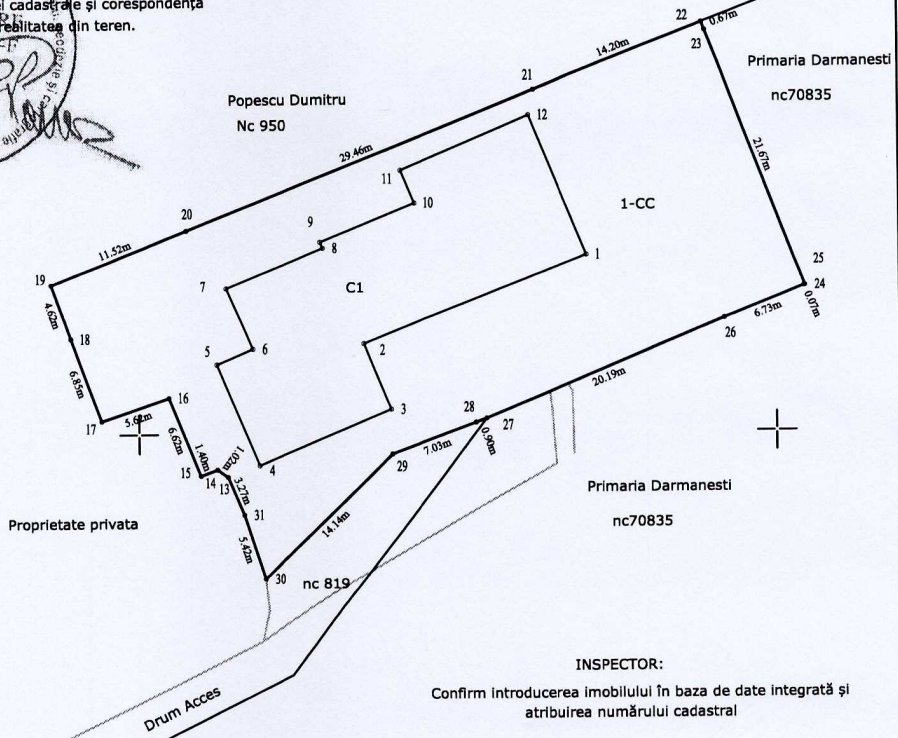 cadastrale și corespondența
realitatea din teren.
22
0.67m
23
14.20m
Primaria Darmanesti
nc70835
21
Popescu Dumitru
Nc 950
12
29.46m
21.67m
11
10
1-CC
20
9
8
11.52m
1
25
19
7
C1
24
0.07m
4.62m
18
6.73m
26
5
6
2
6.85m
20.19m
16
3
28
27
17
5.62m
6.62m
0.90m
7.03m
1.40m
1.02m
29
15
14
13
4
3.27m
Primaria Darmanesti
nc70835
31
14.14m
Proprietate privata
5.42m
30
nc 819
INSPECTOR:
Confirm introducerea imobilului în baza de date integrată și
atribuirea numărului cadastral
Drum Acces